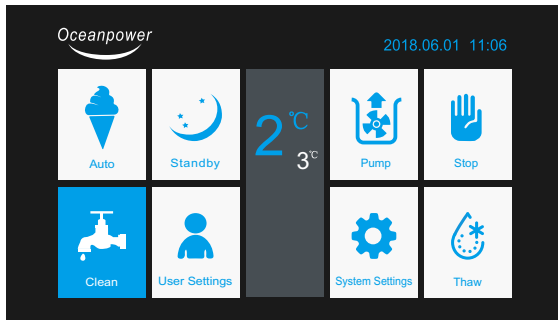 Oceanpower
2018.06.01 11:06
Auto
Standby
2℃
3℃
Pump
Stop
Clean
User Settings
System Settings
Thaw